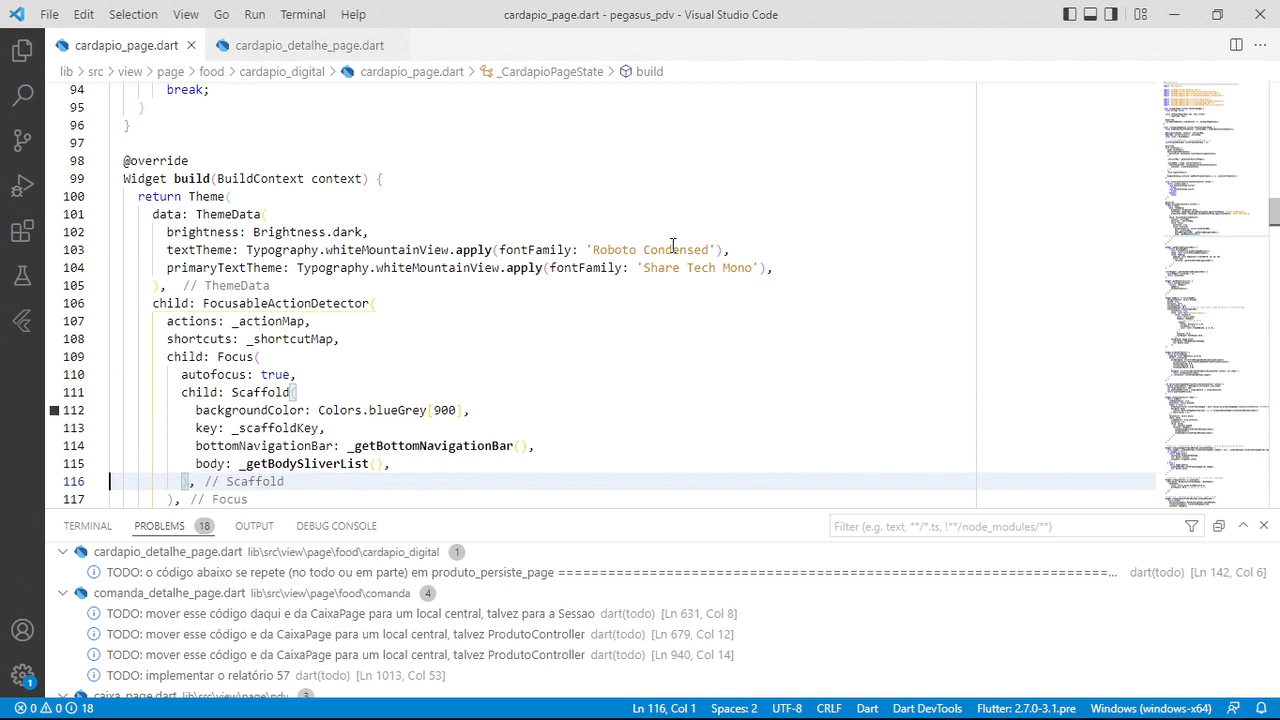 File Edit Selection View Go Run Terminal Help cardapio_page.dart - pegasus_pdv - Visual Studio Code
cardapio_page.dart cardapio_detalhe_page.dart
lib > src > view > page > food > cardapio_digital > cardapio_page.dart > _CardapioPageState > build
94 break;
95 }
96 }
97
98 @override
99 Widget build(BuildContext context) {
100 return Theme(
101 data: ThemeData(
102 brightness: Brightness.dark,
103 textTheme: Typography.whiteMountainView.apply(fontFamily: 'Roboto Condensed'),
104 primaryTextTheme: Typography.whiteMountainView.apply(fontFamily: 'Share Tech Mono'),
105 ), // ThemeData
106 child: FocusableActionDetector(
107 actions: _actionMap,
108 shortcuts: _shortcutMap,
109 child: Focus(
110 autofocus: true,
111 child: Scaffold(
112 backgroundColor: Colors.blueGrey[900],
113 key: _scaffoldKey,
114 bottomNavigationBar: _getBottomNavigationBar(),
115 body: _getBodySliverList(),
116 ), // Scaffold
117 ), // Focus
TERMINAL PROBLEMS 18 OUTPUT DEBUG CONSOLE Filter (e.g. text, **/*.ts, !**/node_modules/**)
cardapio_detalhe_page.dart lib\src\view\page\food\cardapio_digital 1
TODO: o código abaixo se repete (no todo ou em parte) em produto_persiste_page ================================================================... dart(todo) [Ln 142, Col 6]
comanda_detalhe_page.dart lib\src\view\page\food\comanda 4
TODO: mover esse código daqui e da CaixaPage para um local central, talvez para a Sessao dart(todo) [Ln 631, Col 8]
TODO: mover esse código e da CaixaPage para um local central, talvez ProdutoController dart(todo) [Ln 679, Col 12]
TODO: mover esse código e da CaixaPage para um local central, talvez ProdutoController dart(todo) [Ln 940, Col 14]
TODO: implementar o relatório 57 dart(todo) [Ln 1013, Col 53]
caixa_page.dart lib\src\view\page\pdv 3
1
0 0 18 Ln 116, Col 1 Spaces: 2 UTF-8 CRLF Dart Dart DevTools Flutter: 2.7.0-3.1.pre Windows (windows-x64)